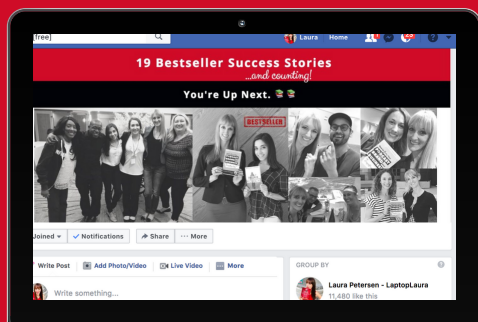 [free]
Laura Home
23
?
19 Bestseller Success Stories
...and counting!
You're Up Next.
BESTSELLER
Joined
Notifications
Share
··· More
Write Post
Add Photo/Video
Live Video
More
GROUP BY
Write something...
Laura Petersen - LaptopLaura
11,480 like this